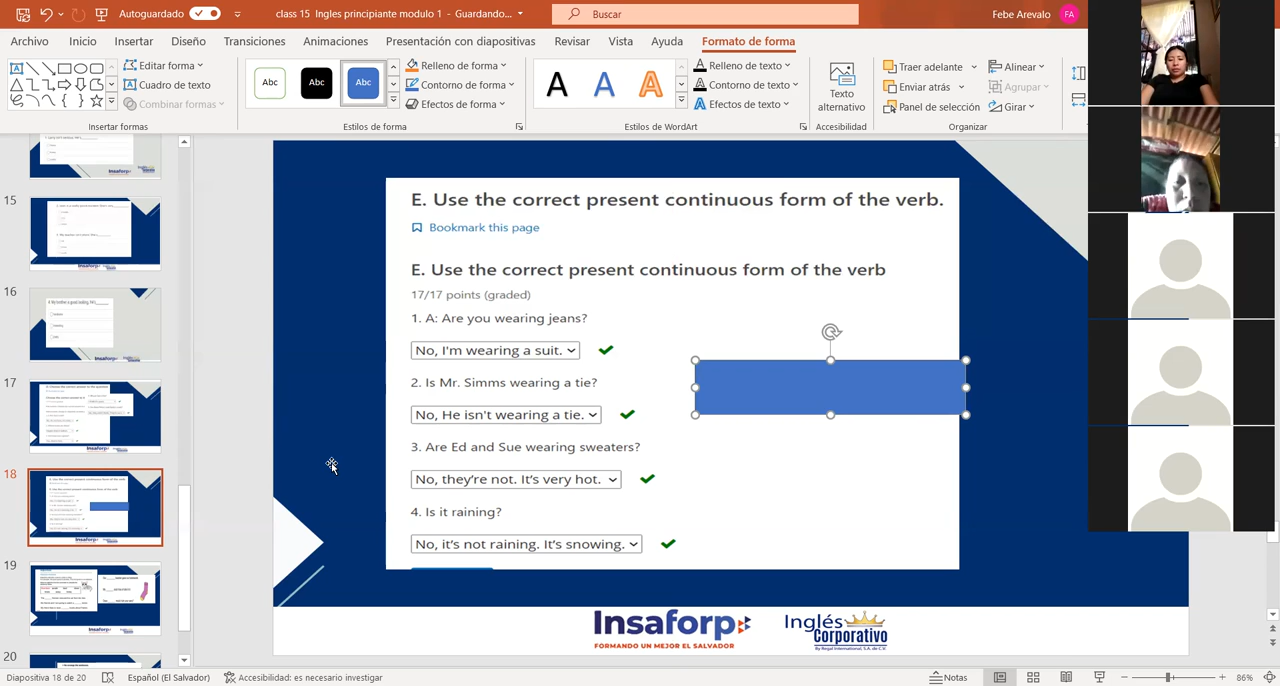 Autoguardado
class 15 Ingles principiante modulo 1 - Guardando...
Buscar
Febe Arevalo
FA
Archivo Inicio Insertar Diseño Transiciones Animaciones Presentación con diapositivas Revisar Vista Ayuda Formato de forma
Editar forma
Cuadro de texto
Combinar formas
Insertar formas
Abc Abc Abc
Relleno de forma
Contorno de forma
Efectos de forma
Estilos de forma
A A A
Relleno de texto
Contorno de texto
Efectos de texto
Estilos de WordArt
Texto
alternativo
Accesibilidad
Traer adelante
Enviar atrás
Panel de selección
Alinear
Agrupar
Girar
Organizar
15
16
17
18
19
20
E. Use the correct present continuous form of the verb.
Bookmark this page
E. Use the correct present continuous form of the verb
17/17 points (graded)
1. A: Are you wearing jeans?
No, I'm wearing a suit.
2. Is Mr. Simms wearing a tie?
No, He isn't wearing a tie.
3. Are Ed and Sue wearing sweaters?
No, they're not. It's very hot.
4. Is it raining?
No, it's not raining. It's snowing.
Insaforp
FORMANDO UN MEJOR EL SALVADOR
Inglés
Corporativo
By Regal International, S.A. de C.V.
Diapositiva 18 de 20
Español (El Salvador)
Accesibilidad: es necesario investigar
Notas
86%